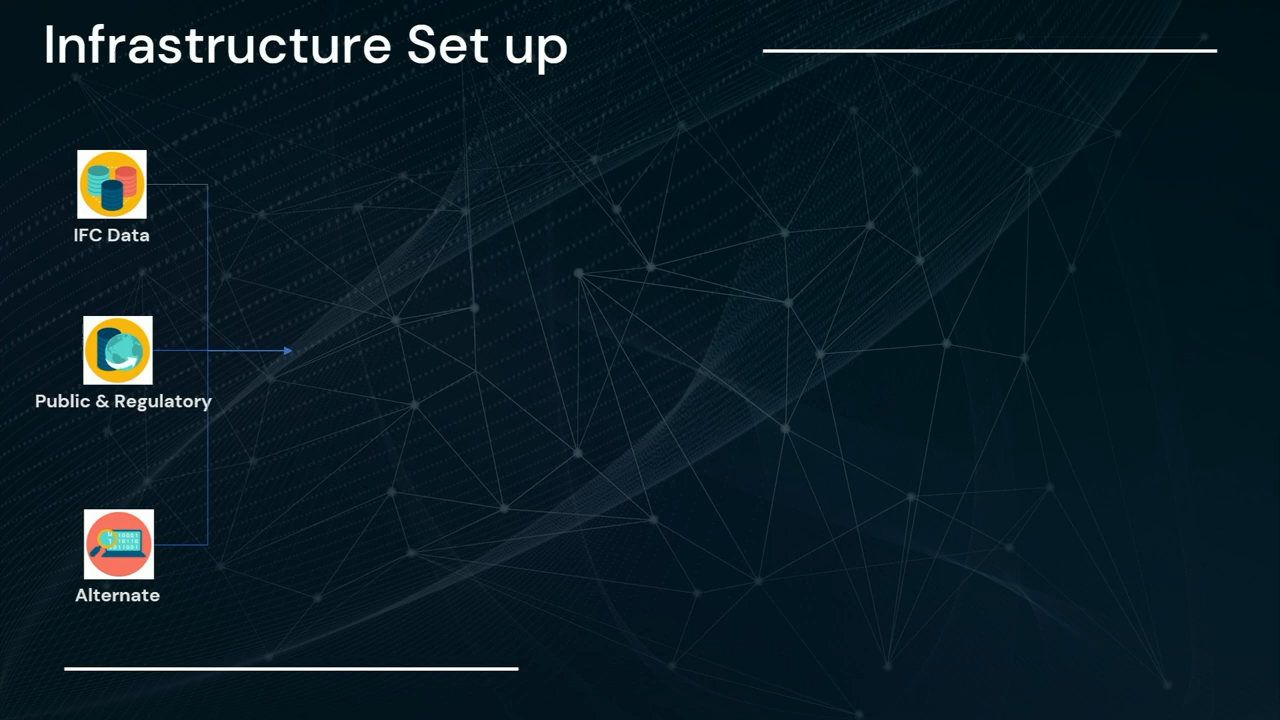 Infrastructure Set up
IFC Data
Public & Regulatory
Alternate